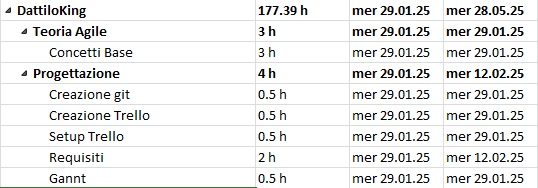 DattiloKing 177.39 h mer 29.01.25 mer 28.05.25
Teoria Agile 3 h mer 29.01.25 mer 29.01.25
Concetti Base 3 h mer 29.01.25 mer 29.01.25
Progettazione 4 h mer 29.01.25 mer 12.02.25
Creazione git 0.5 h mer 29.01.25 mer 29.01.25
Creazione Trello 0.5 h mer 29.01.25 mer 29.01.25
Setup Trello 0.5 h mer 29.01.25 mer 29.01.25
Requisiti 2 h mer 29.01.25 mer 12.02.25
Gannt 0.5 h mer 29.01.25 mer 29.01.25